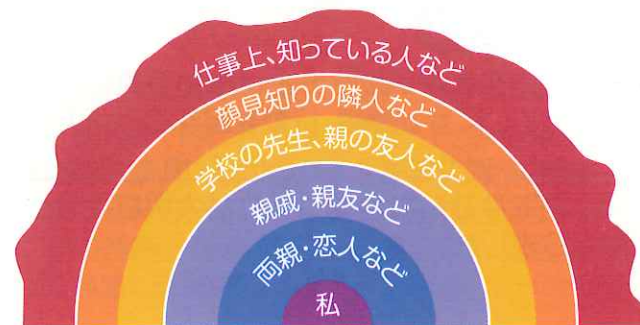 仕事上、知っている人など
顔見知りの隣人など
学校の先生、親の友人など
親戚・親友など
両親・恋人など
私